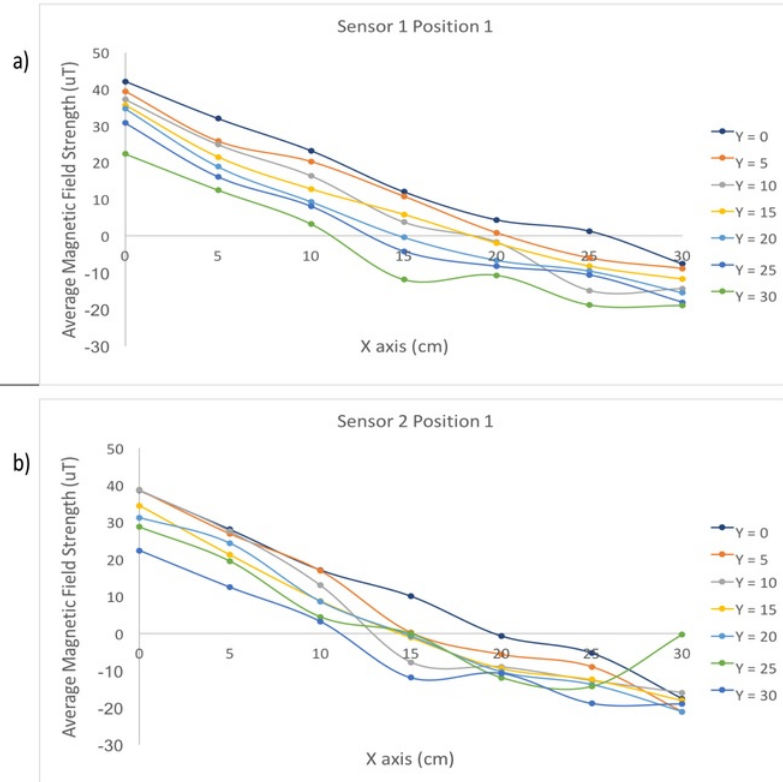 a)
Sensor 1 Position 1
Average Magnetic Field Strength (uT)
50
40
30
20
10
0
-10
-20
-30
0 5 10 15 20 25 30
X axis (cm)
Y = 0
Y = 5
Y = 10
Y = 15
Y = 20
Y = 25
Y = 30
b)
Sensor 2 Position 1
Average Magnetic Field Strength (uT)
50
40
30
20
10
0
-10
-20
-30
0 5 10 15 20 25 30
X axis (cm)
Y = 0
Y = 5
Y = 10
Y = 15
Y = 20
Y = 25
Y = 30